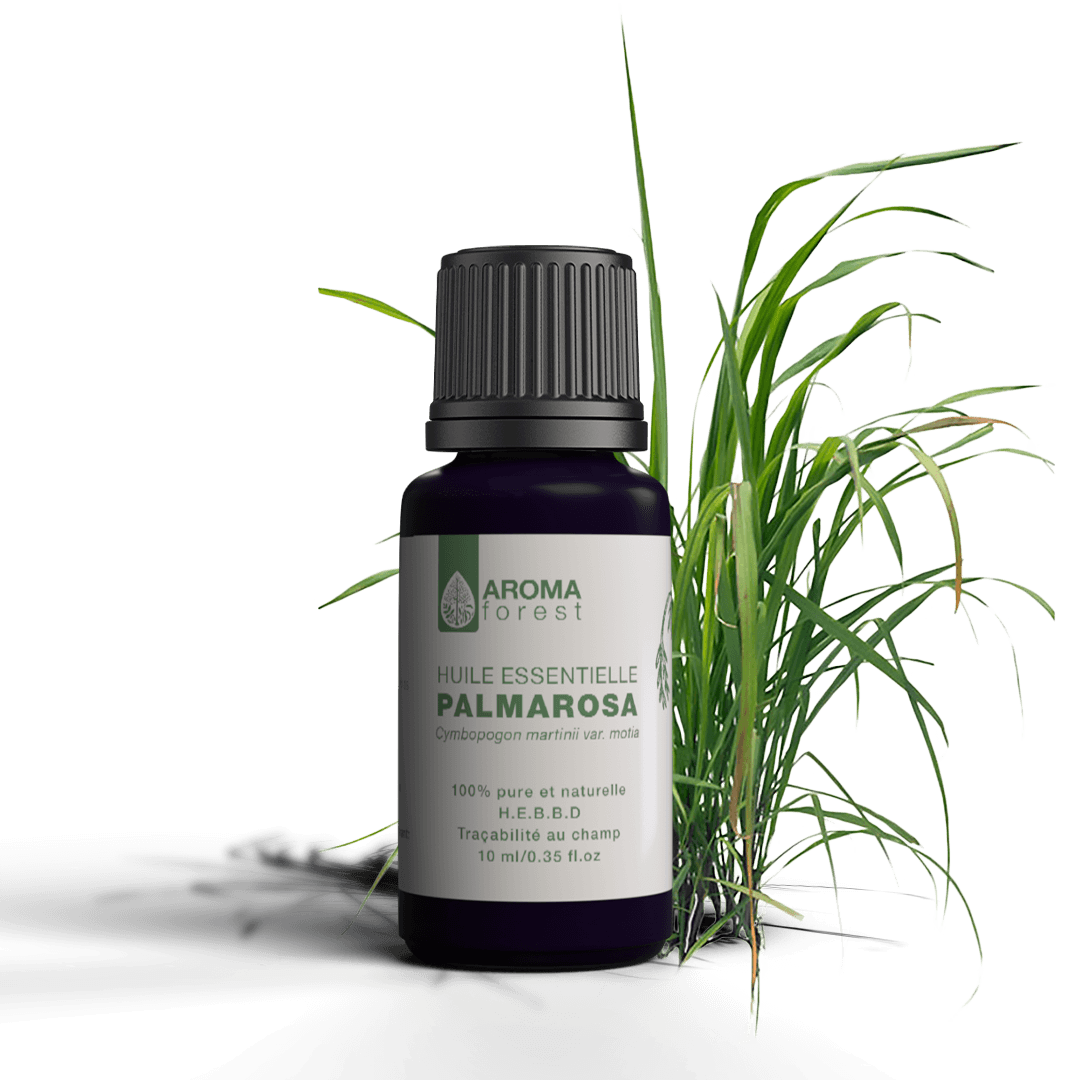 AROMA
forest
HUILE ESSENTIELLE
PALMAROSA
Cymbopogon martinii var. motia
100% pure et naturelle
H.E.B.B.D
Traçabilité au champ
10 ml/0.35 fl.oz